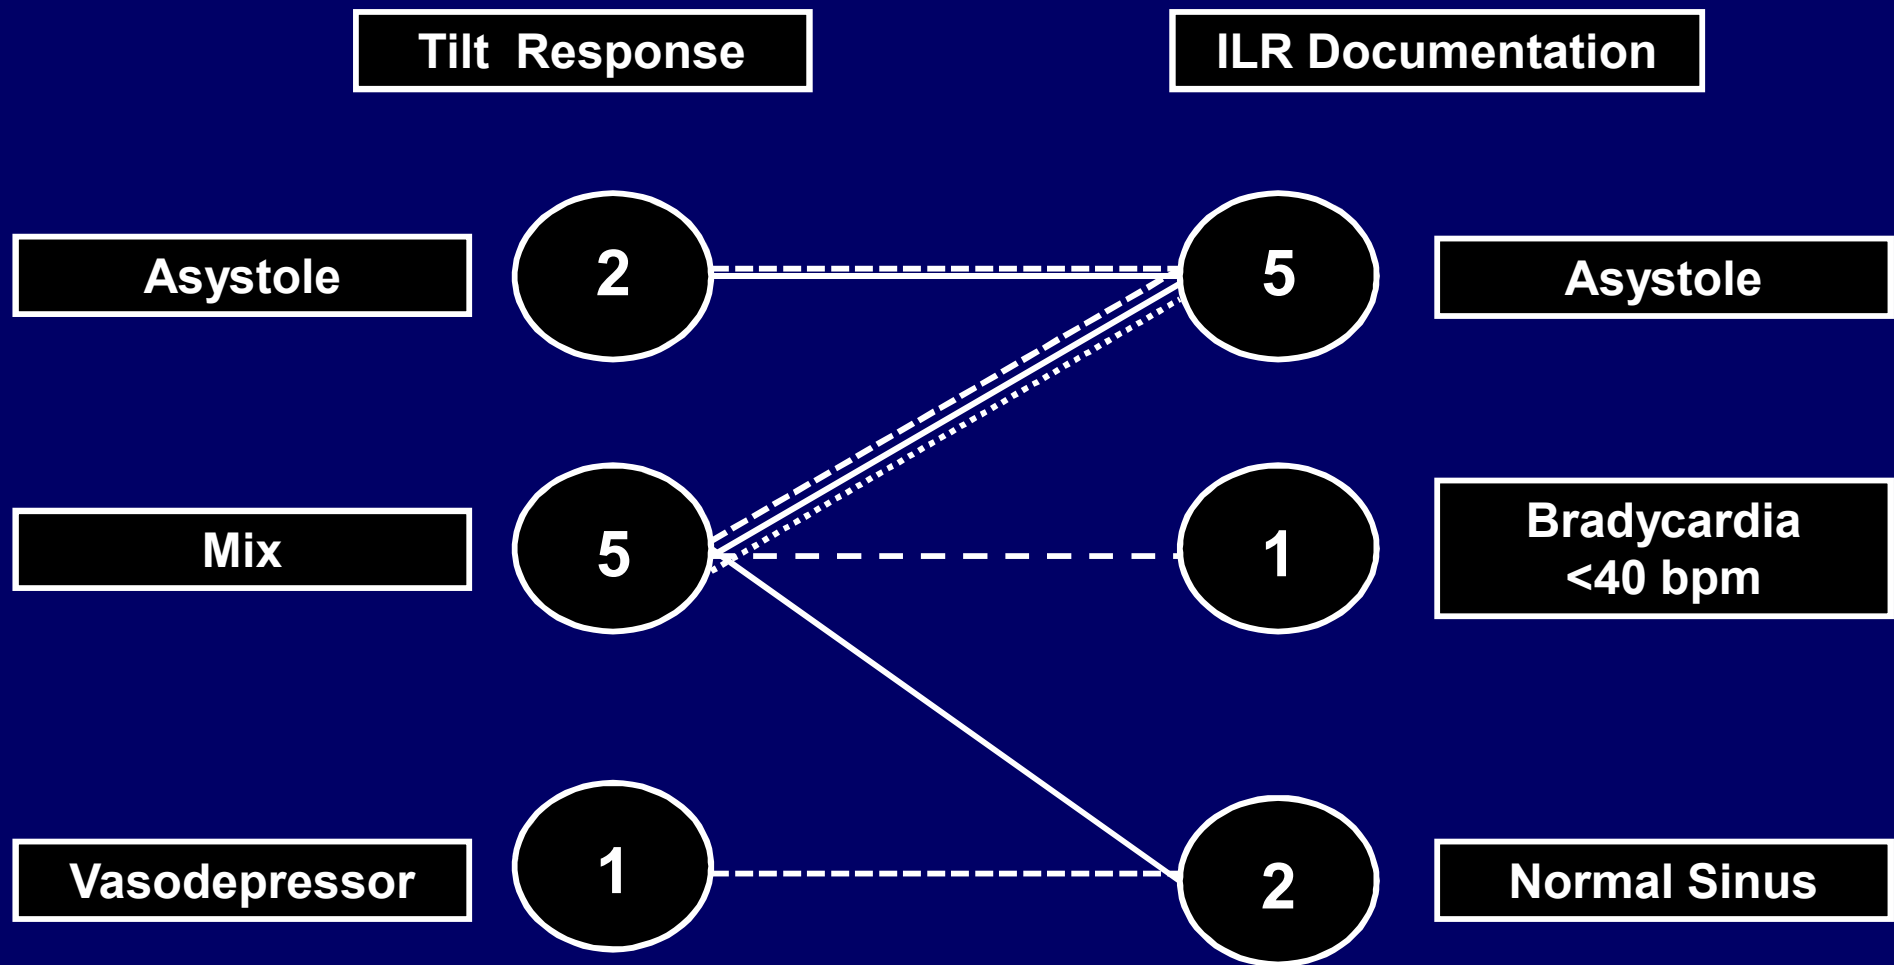 Tilt  Response
ILR Documentation
Asystole
2
5
Asystole
Mix
5
1
Bradycardia
<40 bpm
Vasodepressor
1
2
Normal Sinus